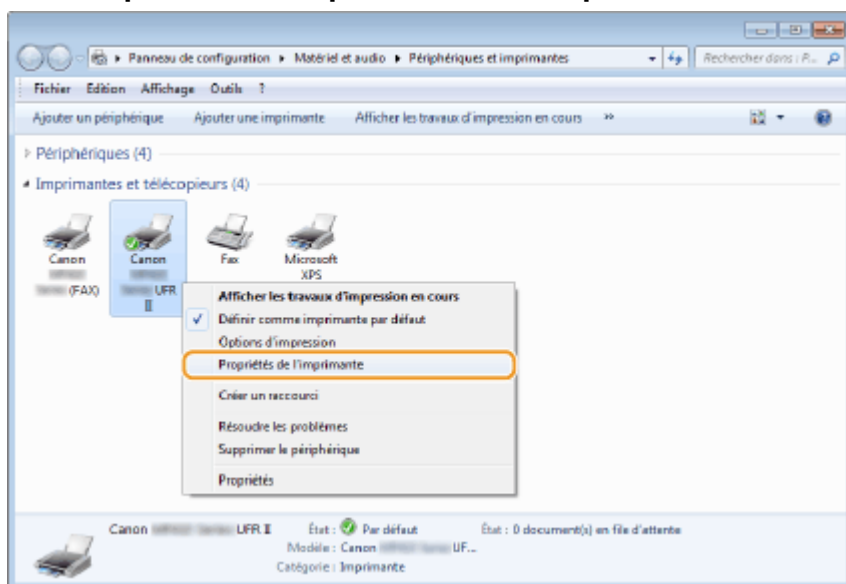 Panneau de configuration Matériel et audio Périphériques et imprimantes Rechercher dans : P...
Fichier Edition Affichage Outils ?
Ajouter un périphérique Ajouter une imprimante Afficher les travaux d'impression en cours »
Périphériques (4)
Imprimantes et télécopieurs (4)
Canon
(FAX)
Canon
UFR
II
Fax
Microsoft
XPS
Afficher les travaux d'impression en cours
Définir comme imprimante par défaut
Options d'impression
Propriétés de l'imprimante
Créer un raccourci
Résoudre les problèmes
Supprimer le périphérique
Propriétés
Canon UFR II État : Par défaut État : 0 document(s) en file d'attente
Modèle : Canon UF...
Catégorie : Imprimante